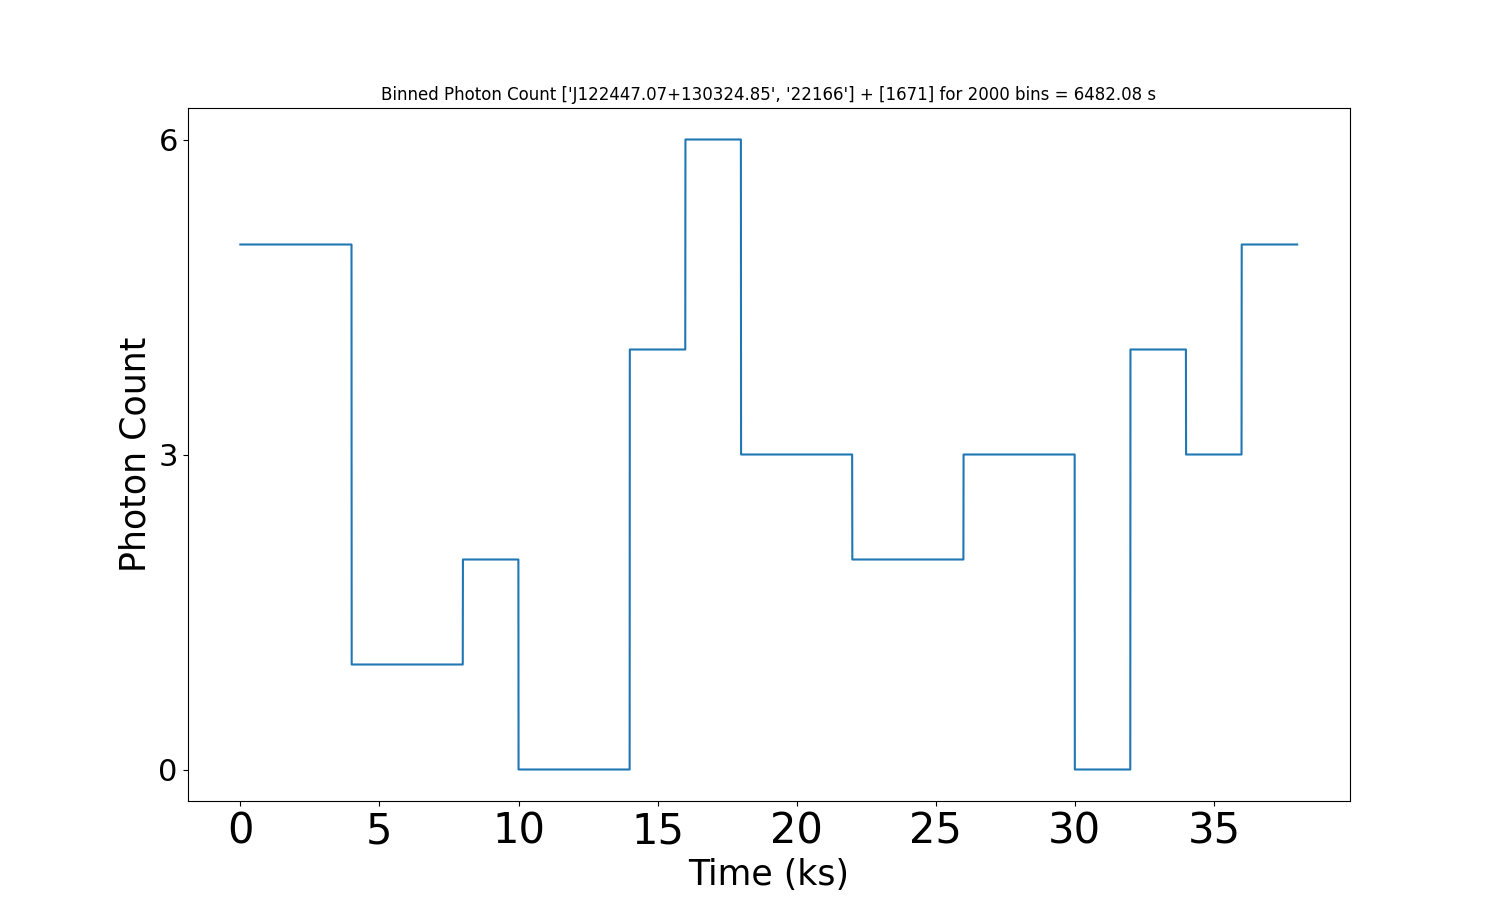 Binned Photon Count ['J122447.07+130324.85', '22166'] + [1671] for 2000 bins = 6482.08 s
6
3
0
Photon Count
0 5 10 15 20 25 30 35
Time (ks)